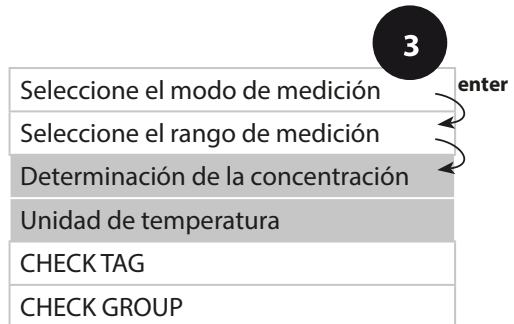 3
enter
Seleccione el modo de medición
Seleccione el rango de medición
Determinación de la concentración
Unidad de temperatura
CHECK TAG
CHECK GROUP